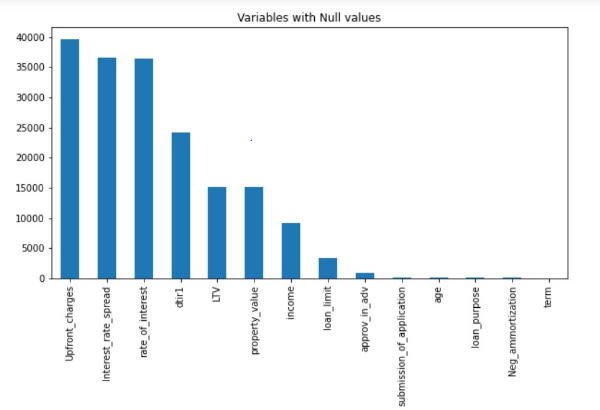 Variables with Null values
40000
35000
30000
25000
20000
15000
10000
5000
0
Upfront_charges
Interest_rate_spread
rate_of_interest
dtir1
LTV
property_value
income
loan_limit
approv_in_adv
submission_of_application
age
loan_purpose
Neg_ammortization
term